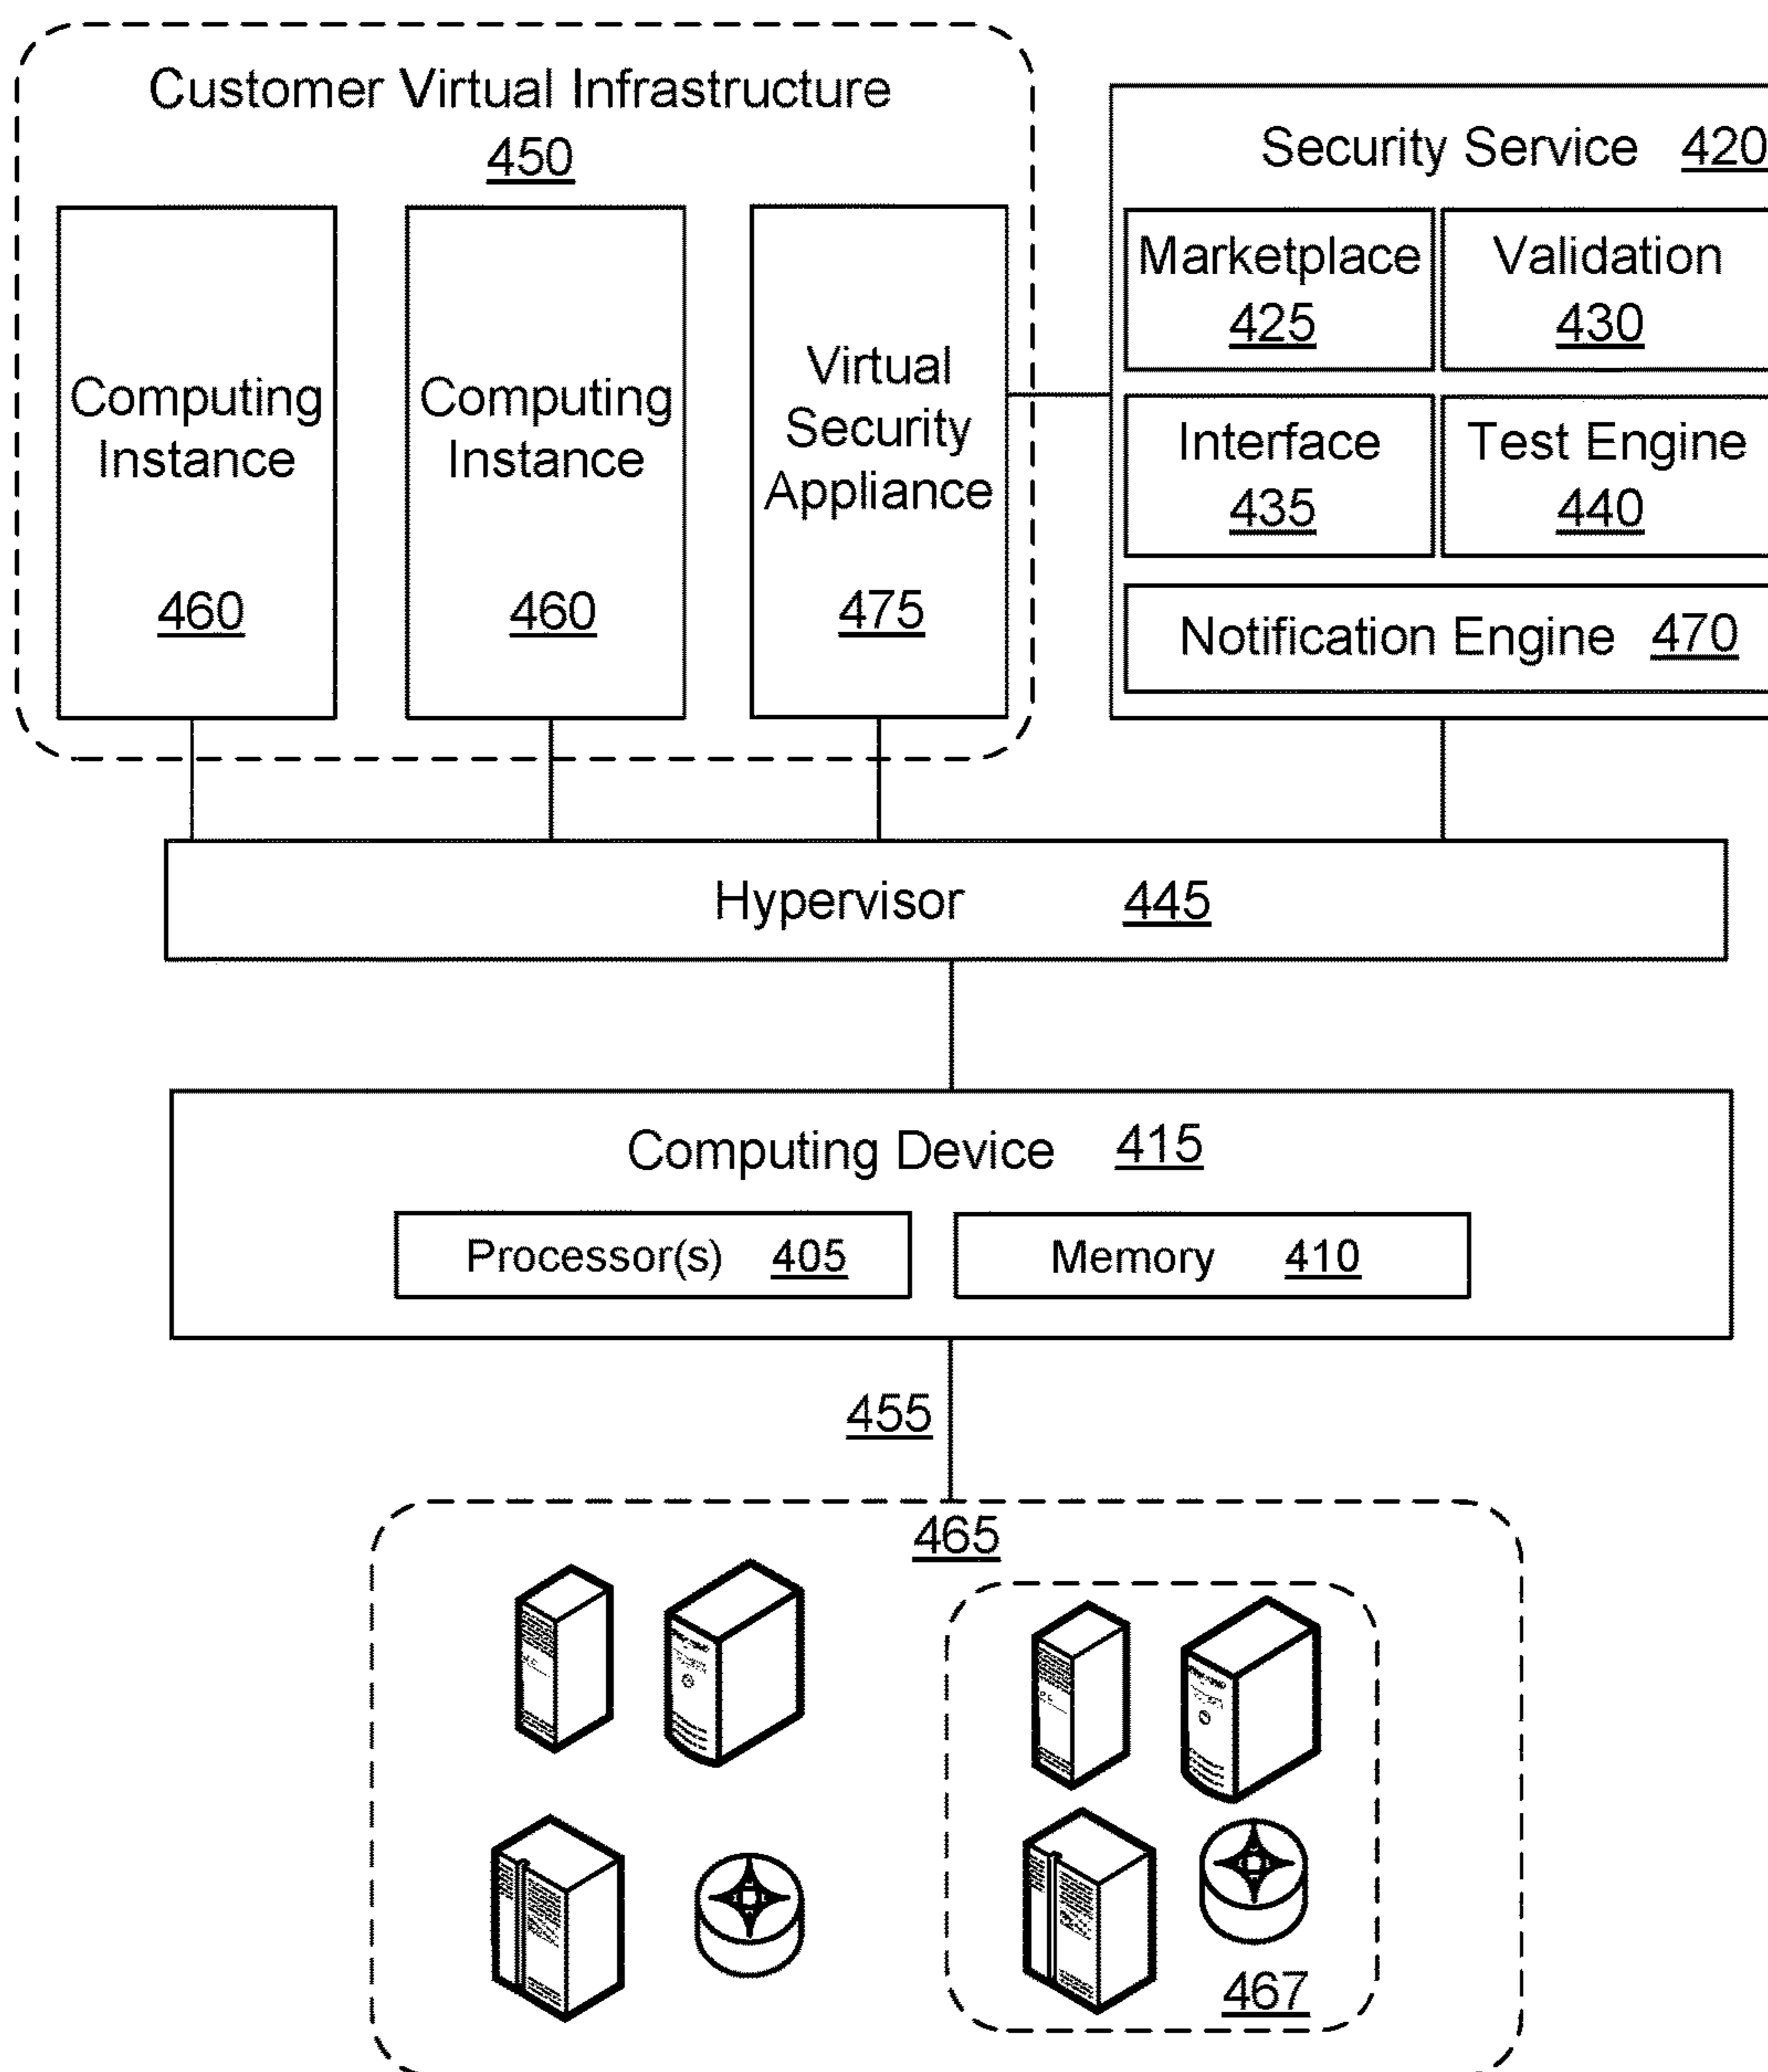 Customer Virtual Infrastructure
450
Computing
Instance
460
Computing
Instance
460
Virtual
Security
Appliance
475
Security Service 420
Marketplace
425
Validation
430
Interface
435
Test Engine
440
Notification Engine 470
Hypervisor 445
Computing Device 415
Processor(s) 405
Memory 410
455
465
467